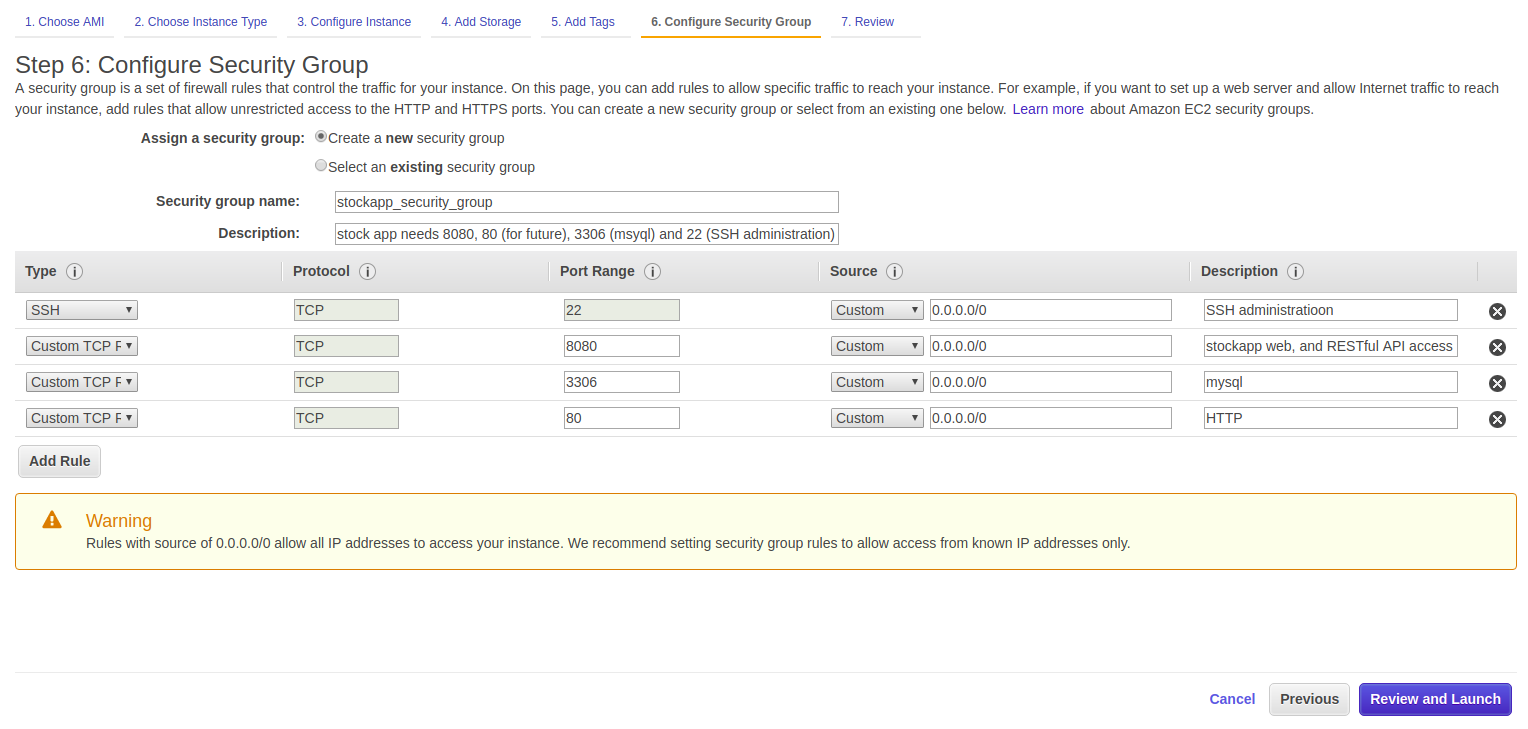 1. Choose AMI 2. Choose Instance Type 3. Configure Instance 4. Add Storage 5. Add Tags 6. Configure Security Group 7. Review
Step 6: Configure Security Group
A security group is a set of firewall rules that control the traffic for your instance. On this page, you can add rules to allow specific traffic to reach your instance. For example, if you want to set up a web server and allow Internet traffic to reach
your instance, add rules that allow unrestricted access to the HTTP and HTTPS ports. You can create a new security group or select from an existing one below. Learn more about Amazon EC2 security groups.
Assign a security group: Create a new security group
Select an existing security group
Security group name: stockapp_security_group
Description: stock app needs 8080, 80 (for future), 3306 (msyql) and 22 (SSH administration)
Type i Protocol i Port Range i Source i Description i
SSH TCP 22 Custom 0.0.0.0/0 SSH administratioon
Custom TCP F TCP 8080 Custom 0.0.0.0/0 stockapp web, and RESTful API access
Custom TCP F TCP 3306 Custom 0.0.0.0/0 mysql
Custom TCP F TCP 80 Custom 0.0.0.0/0 HTTP
Add Rule
Warning
Rules with source of 0.0.0.0/0 allow all IP addresses to access your instance. We recommend setting security group rules to allow access from known IP addresses only.
Cancel Previous Review and Launch